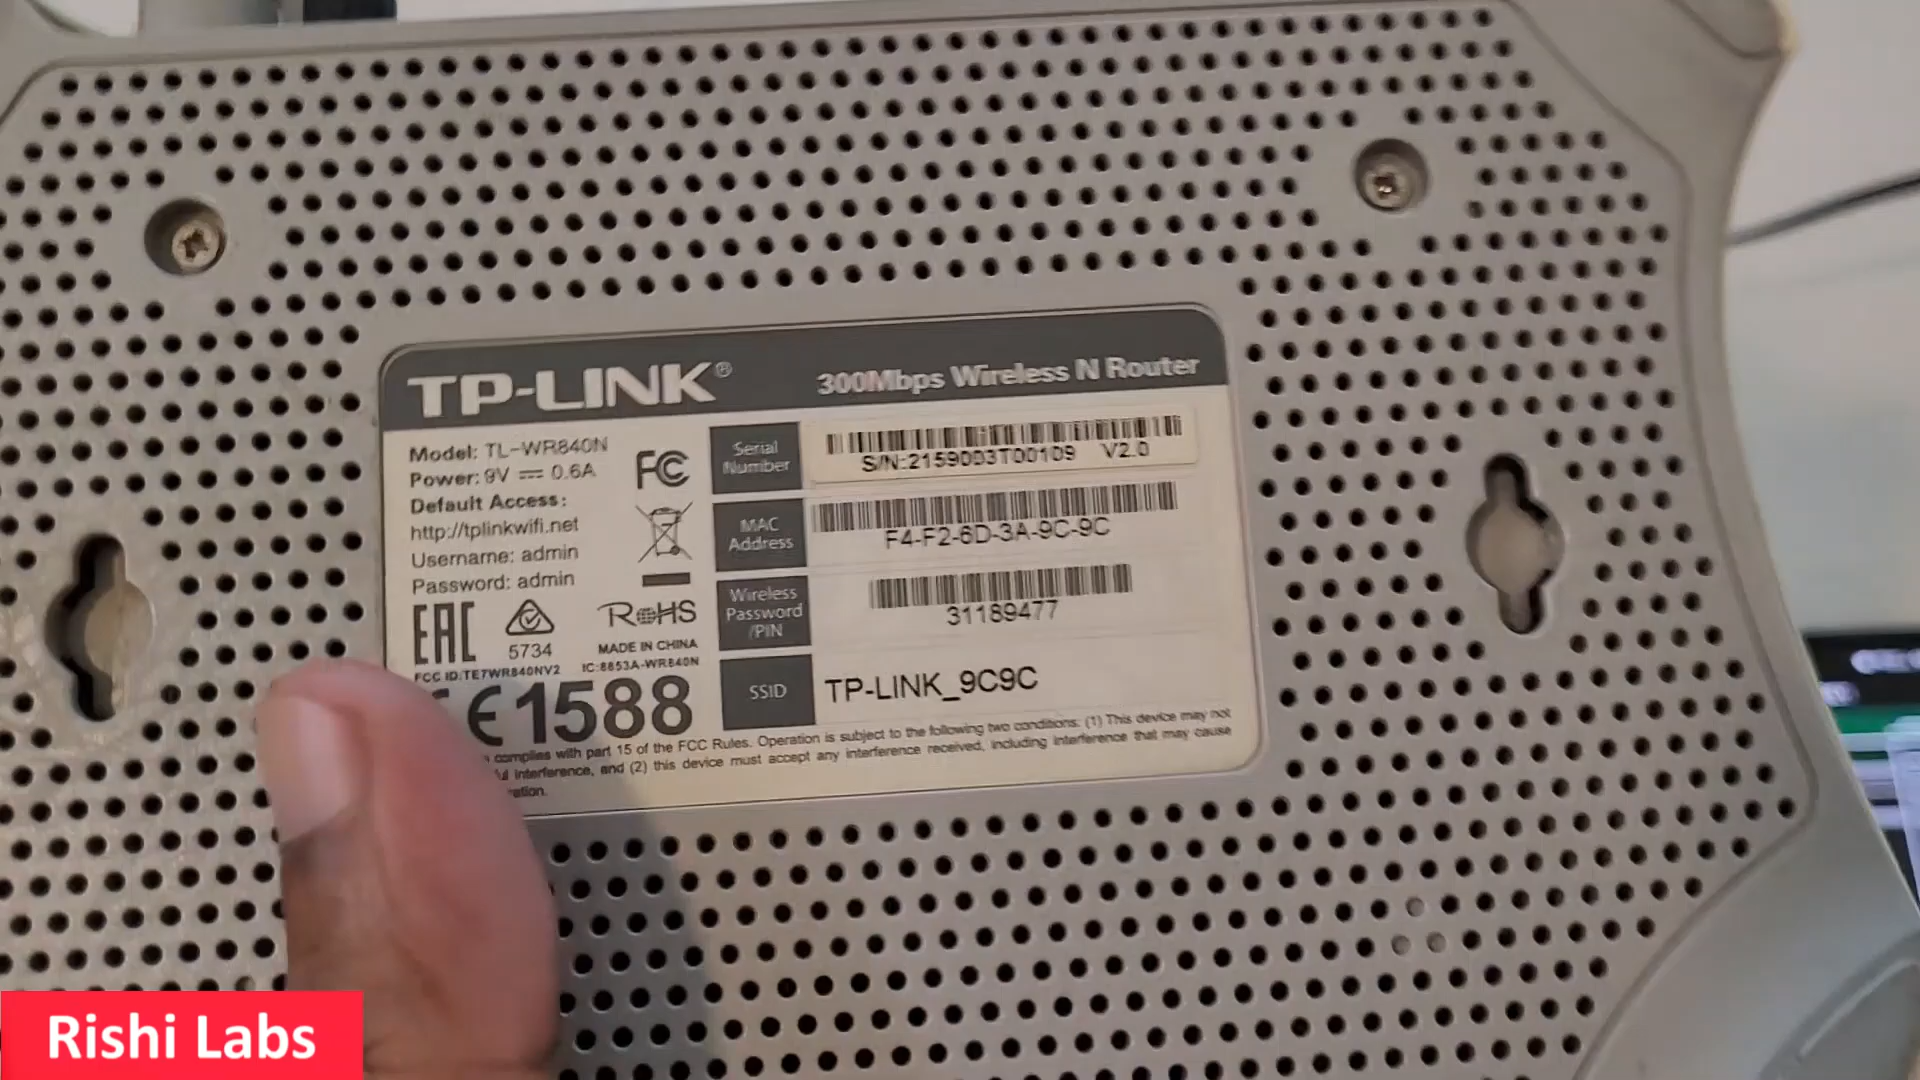 TP-LINK® 300Mbps Wireless N Router
Model: TL-WR840N
Power: 9V 0.6A
Default Access:
http://tplinkwifi.net
Username: admin
Password: admin
FC
EAC
5734
RoHS
MADE IN CHINA
FCC ID:TE7WR840NV2 IC:8853A-WR840N
CE1588
Serial Number
S/N:2159003T00109 V2.0
MAC Address
F4-F2-6D-3A-9C-9C
Wireless Password /PIN
31189477
SSID
TP-LINK_9C9C
complies with part 15 of the FCC Rules. Operation is subject to the following two conditions: (1) This device may not
interference, and (2) this device must accept any interference received, including interference that may cause
Rishi Labs